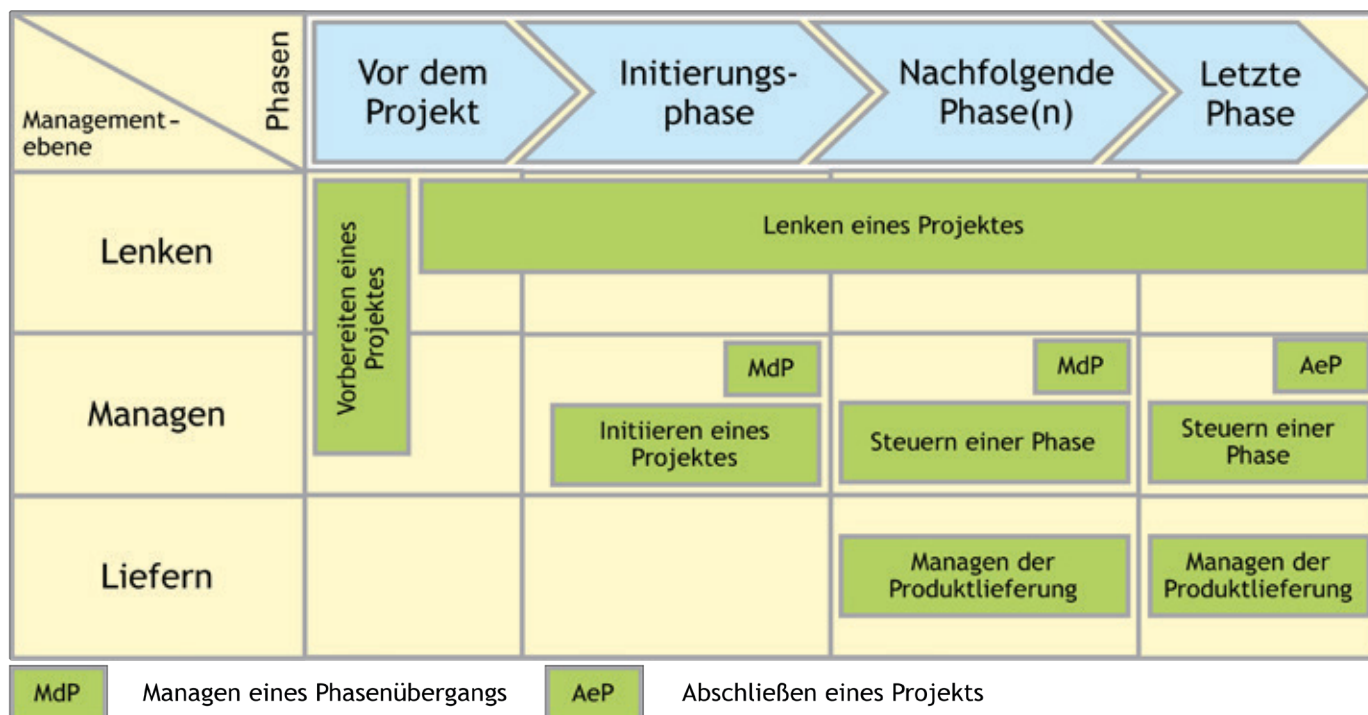 Phasen
Management-
ebene
Vor dem
Projekt
Initierungs-
phase
Nachfolgende
Phase(n)
Letzte
Phase
Lenken
Vorbereiten eines
Projektes
Lenken eines Projektes
Managen
MdP
Initiieren eines
Projektes
MdP
Steuern einer Phase
AeP
Steuern einer
Phase
Liefern
Managen der
Produktlieferung
Managen der
Produktlieferung
MdP
Managen eines Phasenübergangs
AeP
Abschließen eines Projekts